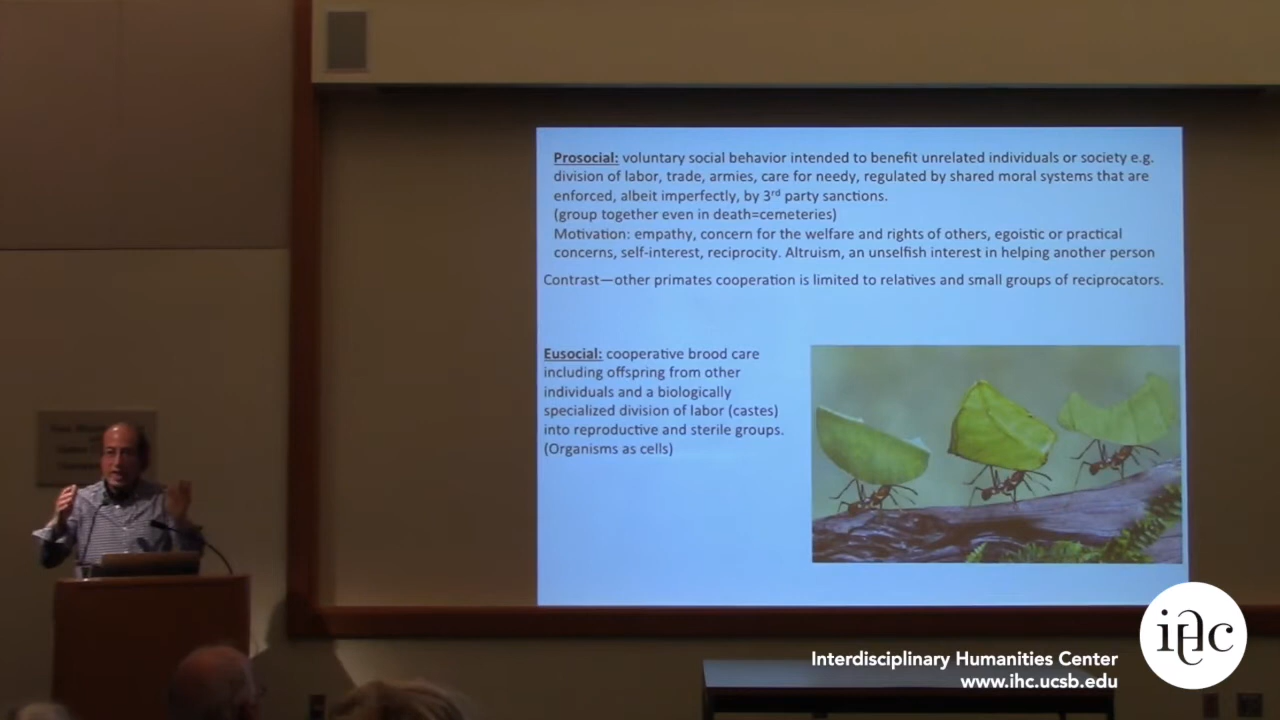 Prosocial: voluntary social behavior intended to benefit unrelated individuals or society e.g.
division of labor, trade, armies, care for needy, regulated by shared moral systems that are
enforced, albeit imperfectly, by 3rd party sanctions.
(group together even in death=cemeteries)
Motivation: empathy, concern for the welfare and rights of others, egoistic or practical
concerns, self-interest, reciprocity. Altruism, an unselfish interest in helping another person
Contrast—other primates cooperation is limited to relatives and small groups of reciprocators.
Eusocial: cooperative brood care
including offspring from other
individuals and a biologically
specialized division of labor (castes)
into reproductive and sterile groups.
(Organisms as cells)
ihc
Interdisciplinary Humanities Center
www.ihc.ucsb.edu